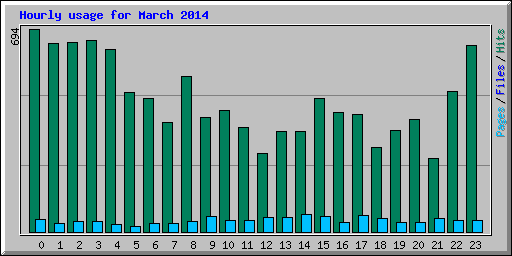 Hourly usage for March 2014
694
Pages / Files / Hits
0 1 2 3 4 5 6 7 8 9 10 11 12 13 14 15 16 17 18 19 20 21 22 23